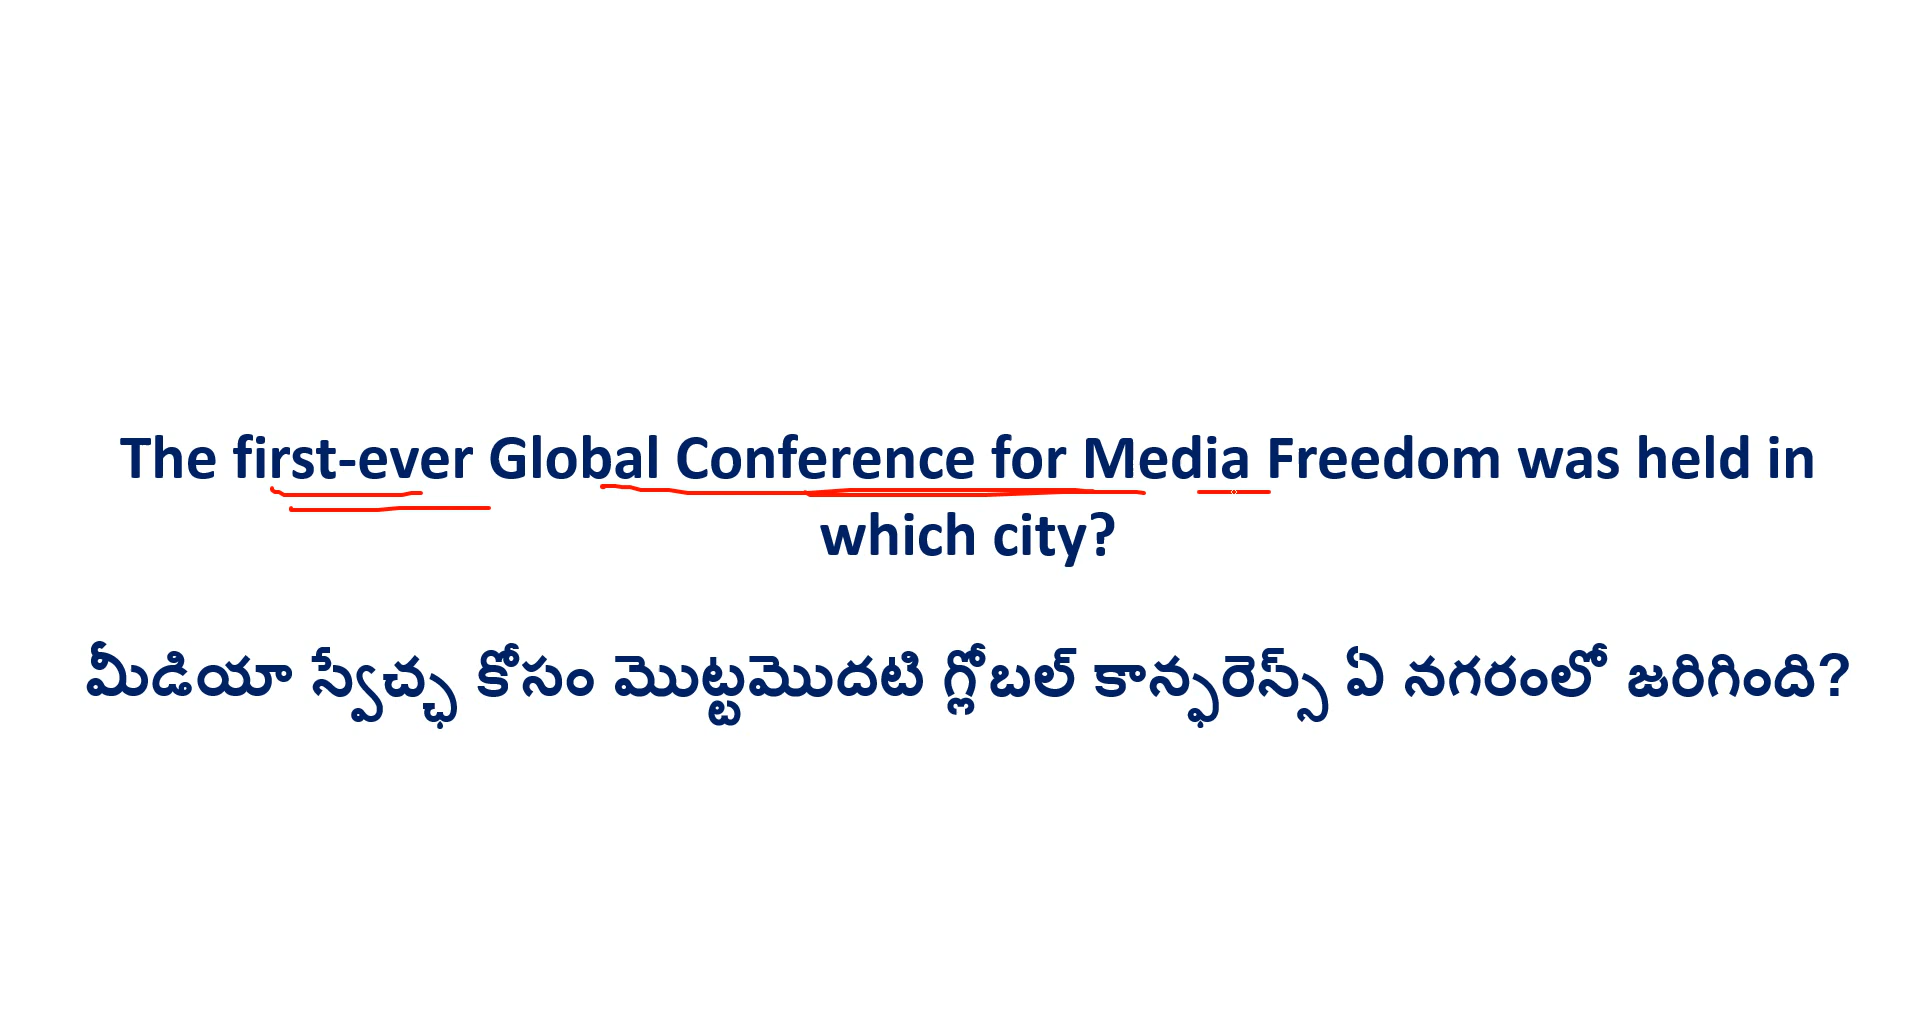 The first-ever Global Conference for Media Freedom was held in
which city?
మీడియా స్వేచ్ఛ కోసం మొట్టమొదటి గ్లోబల్ కాన్ఫరెన్స్ ఏ నగరంలో జరిగింది?